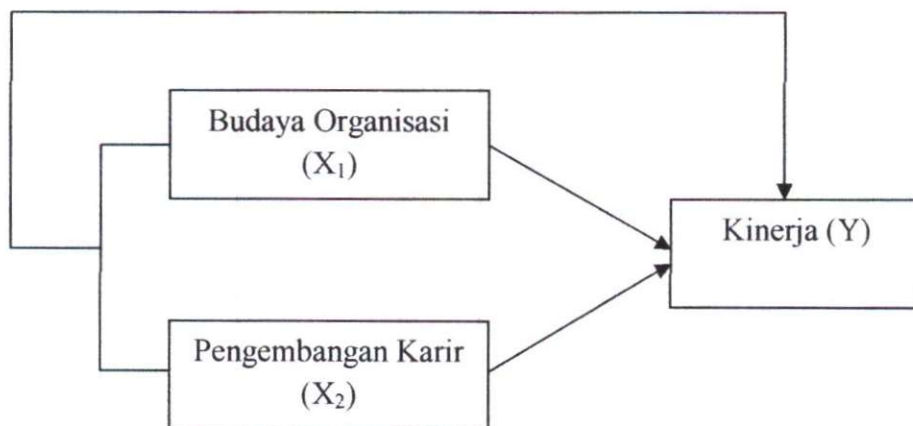 Budaya Organisasi
(X₁)
Kinerja (Y)
Pengembangan Karir
(X₂)